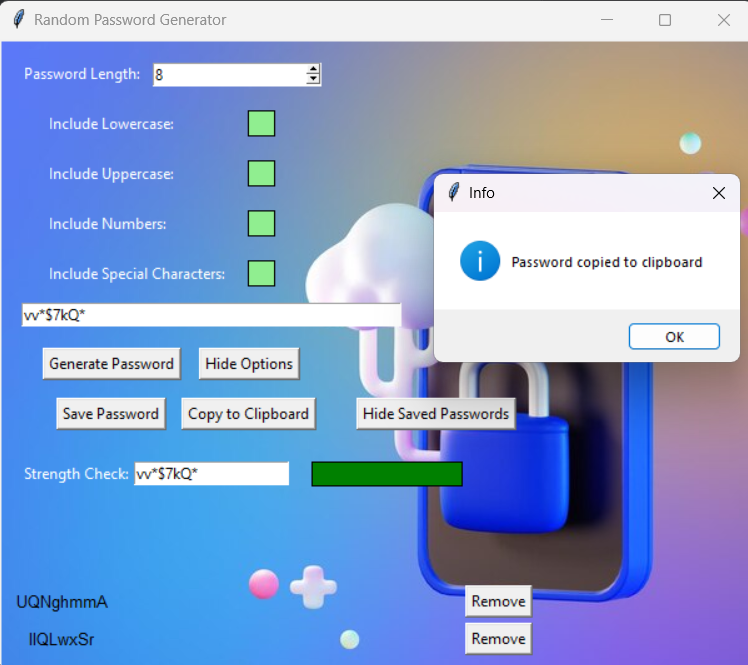 Random Password Generator
Password Length: 8
Include Lowercase:
Include Uppercase:
Info
Include Numbers:
Password copied to clipboard
Include Special Characters:
vv*$7kQ*
OK
Generate Password Hide Options
Save Password Copy to Clipboard Hide Saved Passwords
Strength Check: vv*$7kQ*
UQNghmmA Remove
Remove